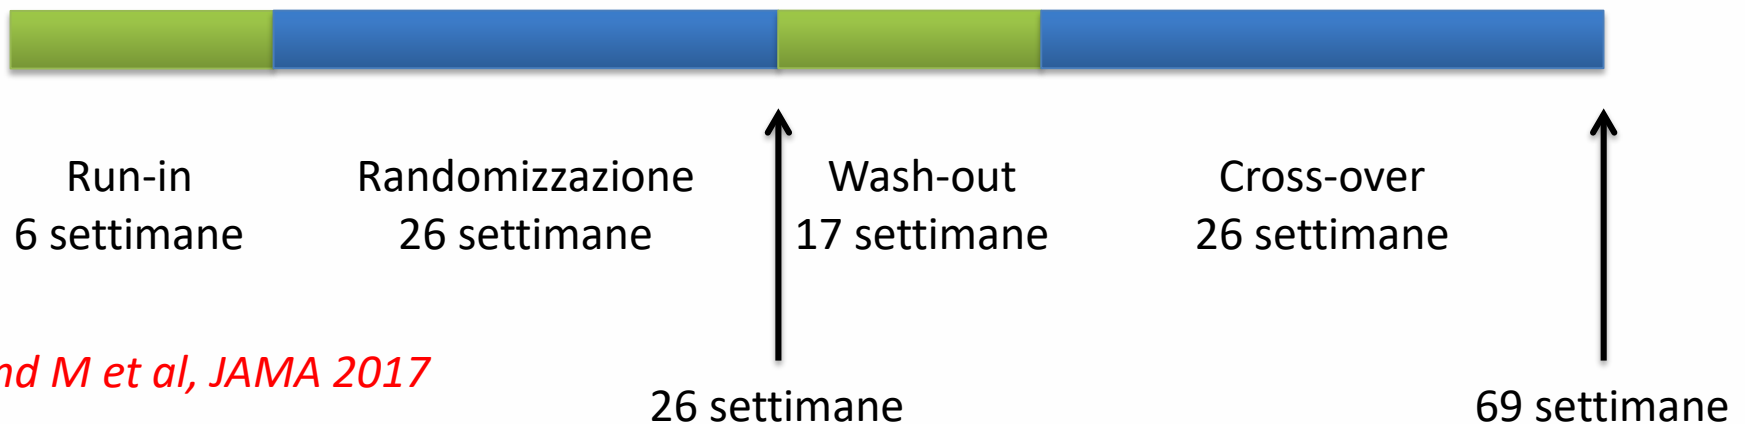 Run-in
6 settimane
Randomizzazione
26 settimane
Wash-out
17 settimane
Cross-over
26 settimane
M et al, JAMA 2017
26 settimane
69 settimane